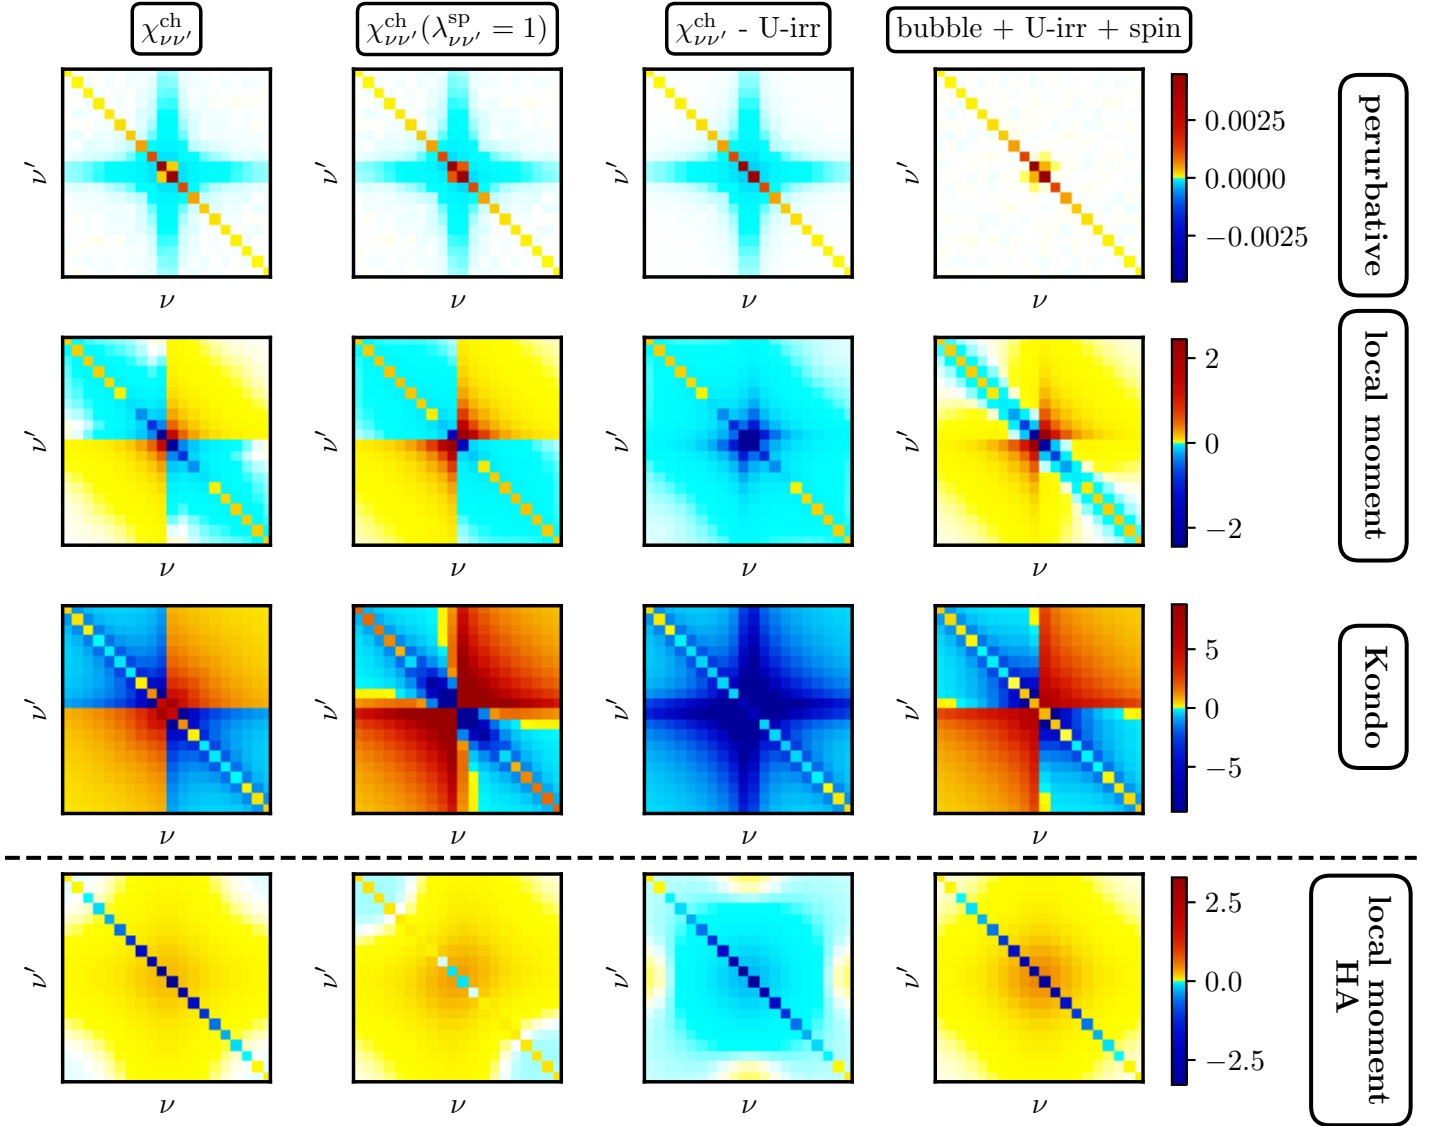 χ^ch_νν′
χ^ch_νν′(λ^sp_νν′ = 1)
χ^ch_νν′ - U-irr
bubble + U-irr + spin
ν′
ν′
ν′
ν′
0.0025
0.0000
−0.0025
perurbative
ν
ν
ν
ν
ν′
ν′
ν′
ν′
2
0
−2
local moment
ν
ν
ν
ν
ν′
ν′
ν′
ν′
5
0
−5
Kondo
ν
ν
ν
ν
ν′
ν′
ν′
ν′
2.5
0.0
−2.5
local moment
HA
ν
ν
ν
ν